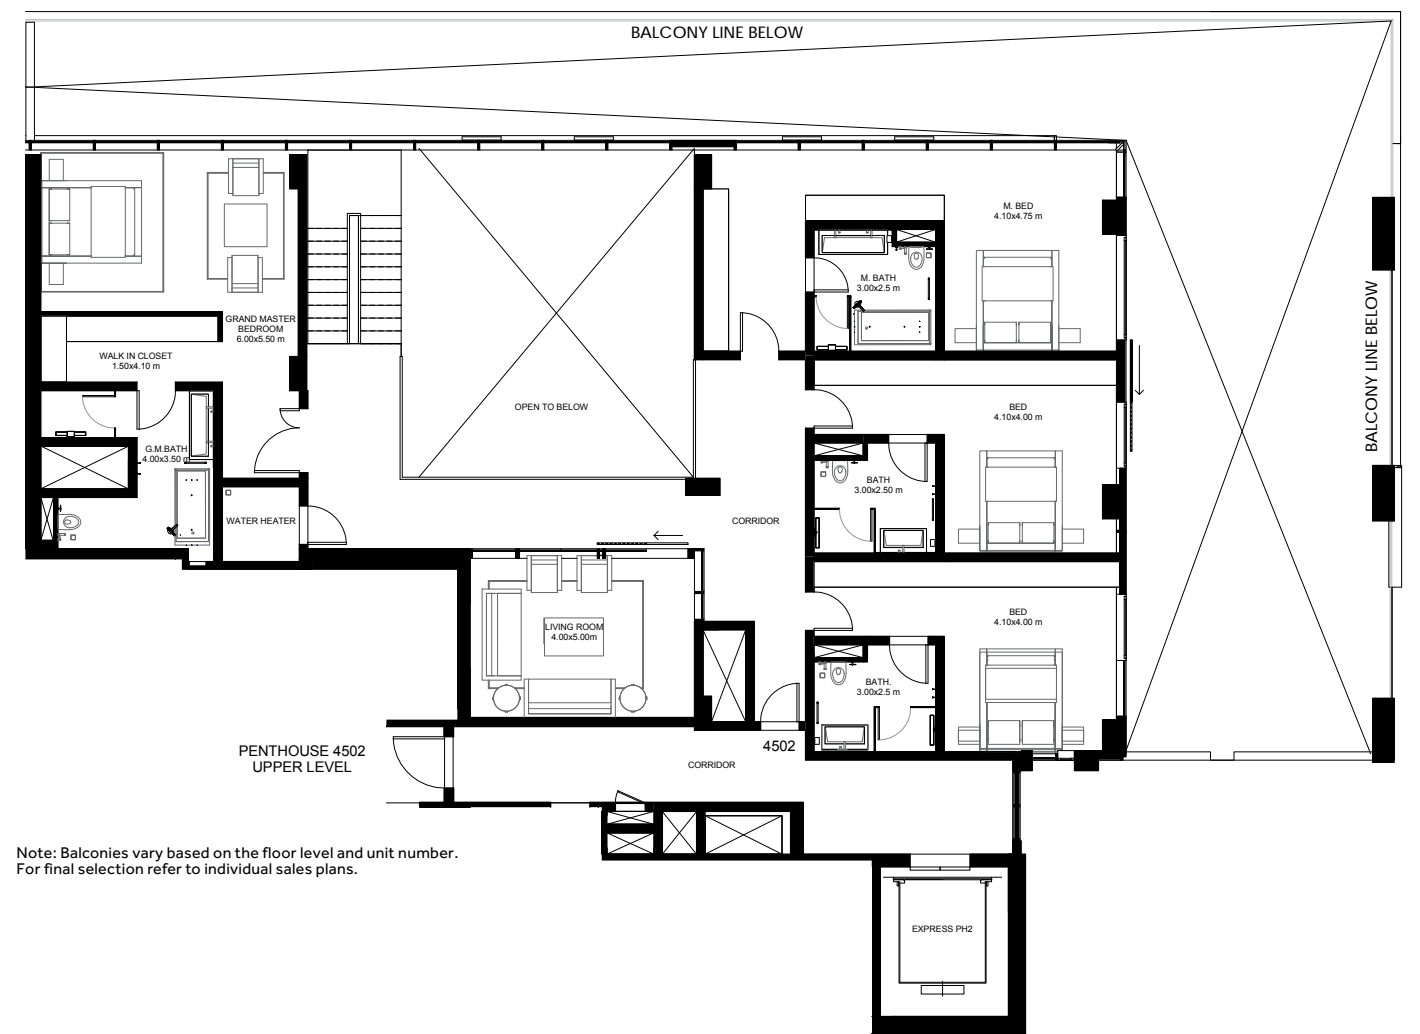 BALCONY LINE BELOW
M. BED
4.10x4.75 m
M. BATH
3.00x2.5 m
GRAND MASTER
BEDROOM
6.00x5.50 m
WALK IN CLOSET
1.50x4.10 m
BALCONY LINE BELOW
OPEN TO BELOW
BED
4.10x4.00 m
G.M.BATH
4.00x3.50 m
BATH
3.00x2.50 m
WATER HEATER
CORRIDOR
BED
4.10x4.00 m
LIVING ROOM
4.00x5.00m
BATH.
3.00x2.5 m
4502
PENTHOUSE 4502
UPPER LEVEL
CORRIDOR
Note: Balconies vary based on the floor level and unit number.
For final selection refer to individual sales plans.
EXPRESS PH2